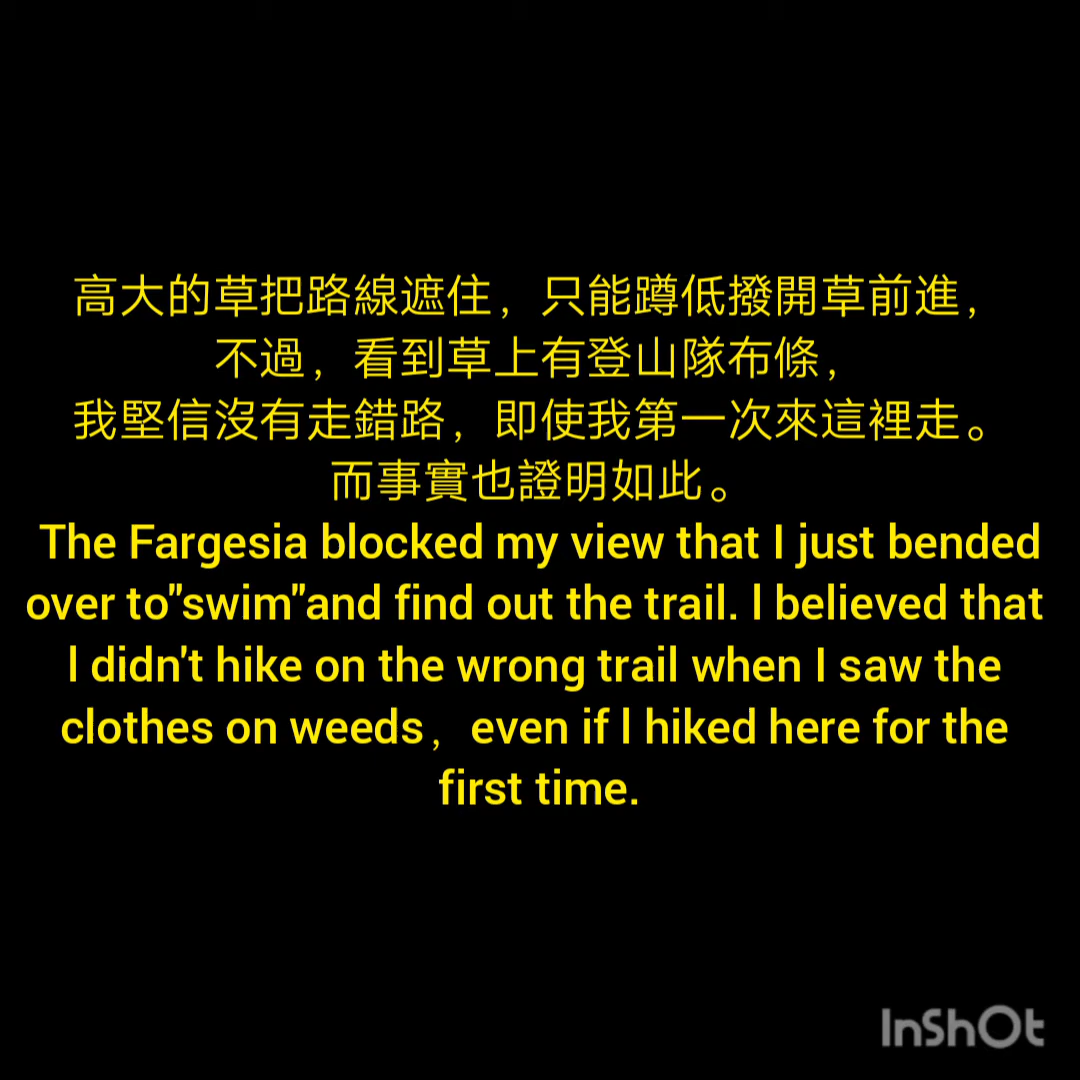 高大的草把路線遮住，只能蹲低撥開草前進，
不過，看到草上有登山隊布條，
我堅信沒有走錯路，即使我第一次來這裡走。
而事實也證明如此。
The Fargesia blocked my view that I just bended
over to"swim"and find out the trail. I believed that
I didn't hike on the wrong trail when I saw the
clothes on weeds，even if I hiked here for the
first time.
InShOt